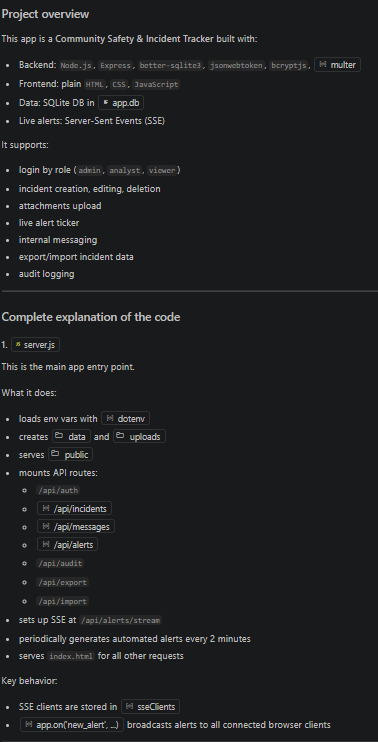 Project overview
This app is a Community Safety & Incident Tracker built with:
• Backend: Node.js, Express, better-sqlite3, jsonwebtoken, bcryptjs, multer
• Frontend: plain HTML, CSS, JavaScript
• Data: SQLite DB in app.db
• Live alerts: Server-Sent Events (SSE)
It supports:
• login by role (admin, analyst, viewer)
• incident creation, editing, deletion
• attachments upload
• live alert ticker
• internal messaging
• export/import incident data
• audit logging
Complete explanation of the code
1. server.js
This is the main app entry point.
What it does:
• loads env vars with dotenv
• creates data and uploads
• serves public
• mounts API routes:
◦ /api/auth
◦ /api/incidents
◦ /api/messages
◦ /api/alerts
◦ /api/audit
◦ /api/export
◦ /api/import
• sets up SSE at /api/alerts/stream
• periodically generates automated alerts every 2 minutes
• serves index.html for all other requests
Key behavior:
• SSE clients are stored in sseClients
• app.on('new_alert', ...) broadcasts alerts to all connected browser clients